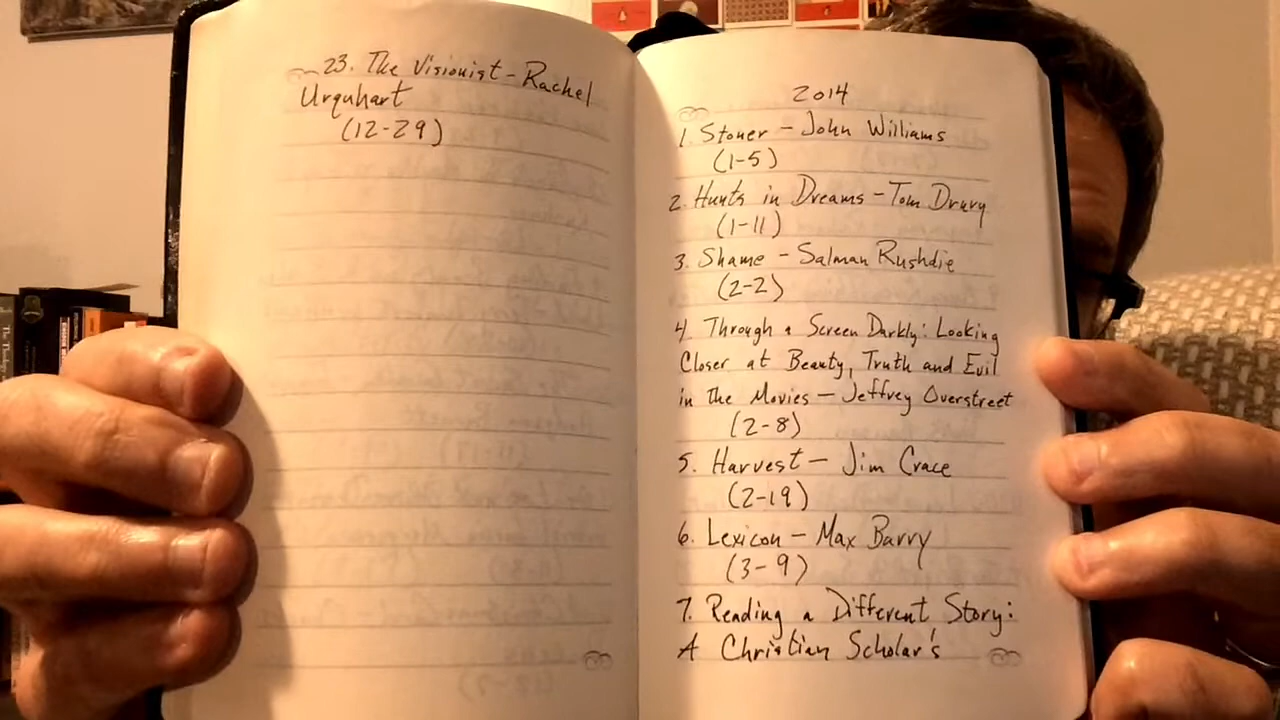 23. The Visionist - Rachel
Urquhart
(12-29)
2014
1. Stoner - John Williams
(1-5)
2. Hunts in Dreams - Tom Drury
(1-11)
3. Shame - Salman Rushdie
(2-2)
4. Through a Screen Darkly: Looking
Closer at Beauty, Truth and Evil
in the Movies - Jeffrey Overstreet
(2-8)
5. Harvest - Jim Crace
(2-19)
6. Lexicon - Max Barry
(3-9)
7. Reading a Different Story:
A Christian Scholar's